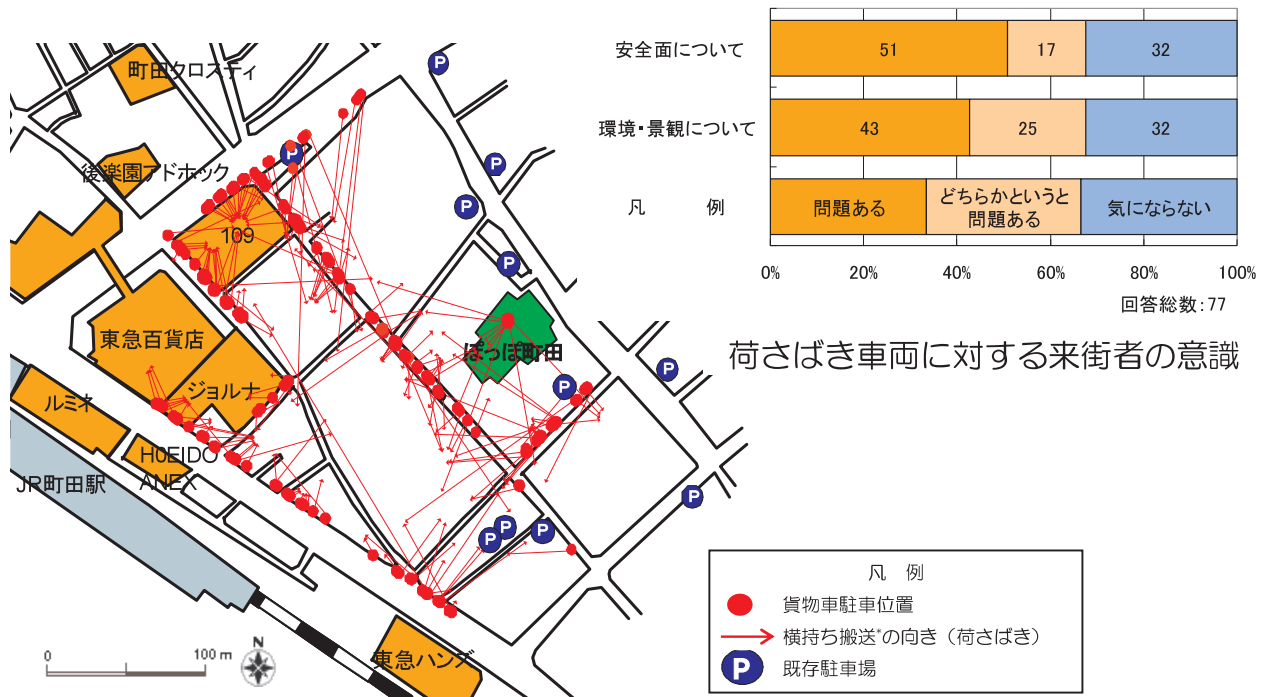 町田クロスティ
後楽園アドホック
109
東急百貨店
ジョルナ
ルミネ
HOEIDO
ANEX
JR町田駅
ぽっぽ町田
東急ハンズ
P
P
P
P
P
P
P
P
P
P
P
0
100 m
N
安全面について
51
17
32
環境・景観について
43
25
32
凡 例
問題ある
どちらかというと
問題ある
気にならない
0%
20%
40%
60%
80%
100%
回答総数:77
荷さばき車両に対する来街者の意識
凡 例
貨物車駐車位置
横持ち搬送*の向き(荷さばき)
P
既存駐車場